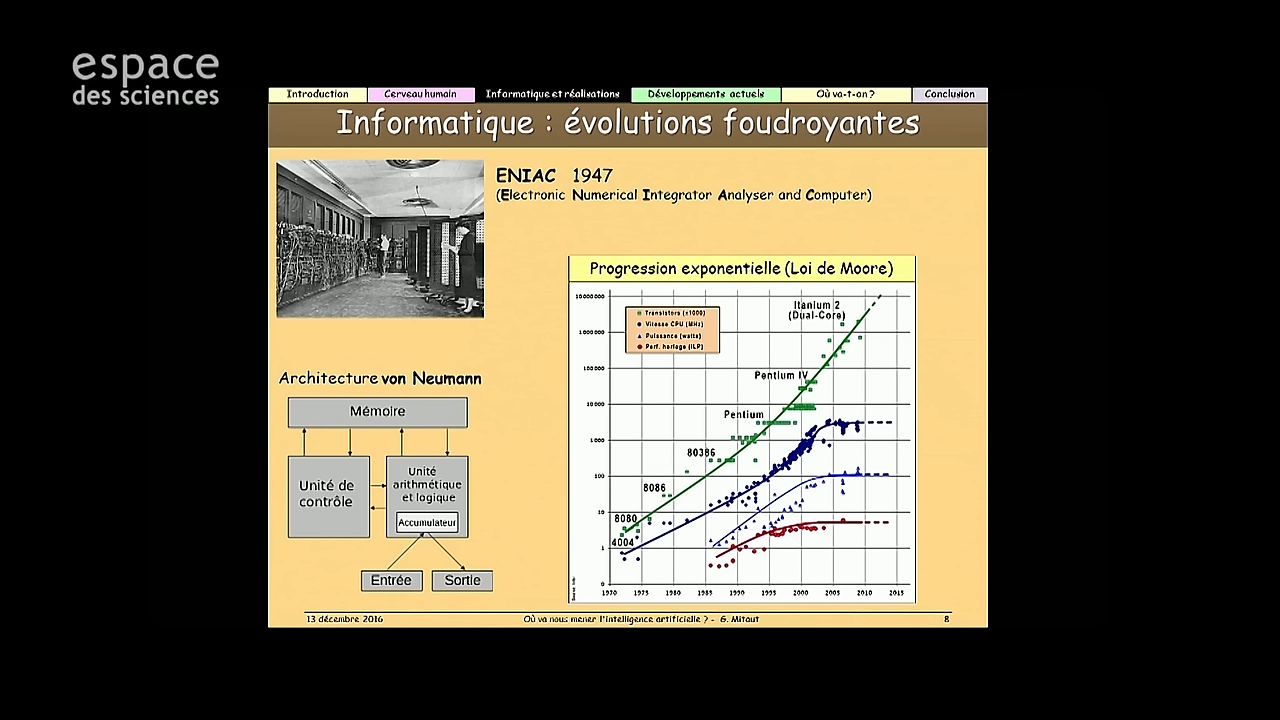 espace
des sciences
Introduction
Cerveau humain
Informatique et réalisations
Développements actuels
Où va-t-on ?
Conclusion
Informatique : évolutions foudroyantes
ENIAC 1947
(Electronic Numerical Integrator Analyser and Computer)
Progression exponentielle (Loi de Moore)
10 000 000
1 000 000
100 000
10 000
1 000
100
10
1
0
Transistors (x1000)
Vitesse CPU (MHz)
Puissance (watts)
Perf. horloge (ILP)
Itanium 2
(Dual-Core)
Pentium IV
Pentium
80386
8086
8080
4004
1970 1975 1980 1985 1990 1995 2000 2005 2010 2015
Architecture von Neumann
Mémoire
Unité de
contrôle
Unité
arithmétique
et logique
Accumulateur
Entrée
Sortie
13 décembre 2016
Où va nous mener l'intelligence artificielle ? - G. Mitaut
8